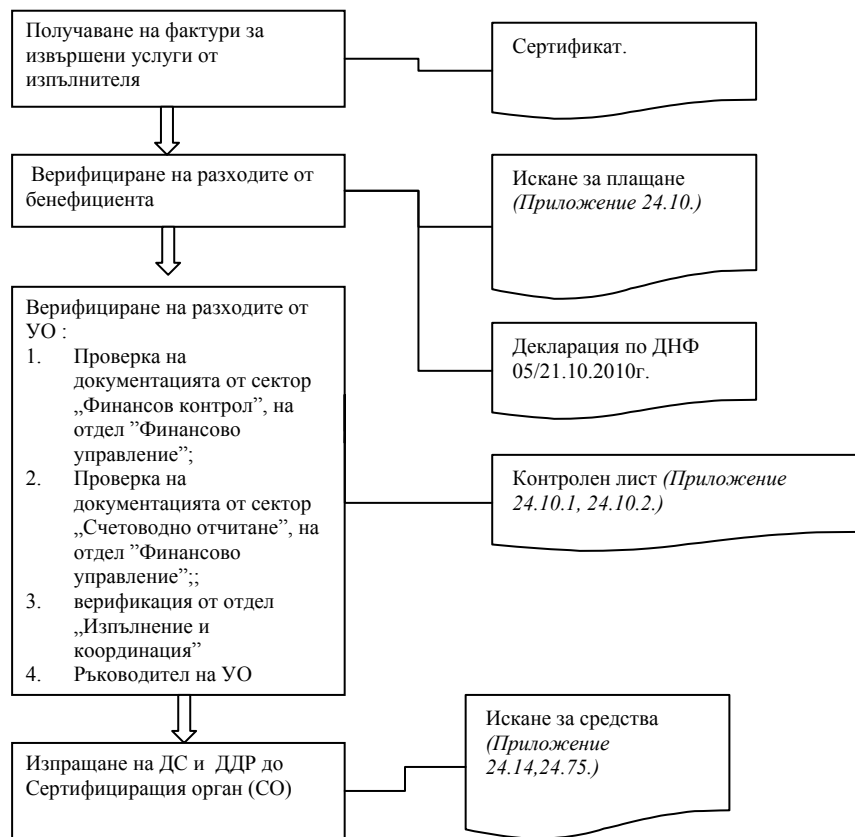 Получаване на фактури за
извършени услуги от
изпълнителя
Сертификат.
Верифициране на разходите от
бенефициента
Искане за плащане
(Приложение 24.10.)
Декларация по ДНФ
05/21.10.2010г.
Верифициране на разходите от
УО :
1. Проверка на
документацията от сектор
„Финансов контрол”, на
отдел ”Финансово
управление”;
2. Проверка на
документацията от сектор
„Счетоводно отчитане”, на
отдел ”Финансово
управление”;;
3. верификация от отдел
„Изпълнение и
координация”
4. Ръководител на УО
Контролен лист (Приложение
24.10.1, 24.10.2.)
Изпращане на ДС и ДДР до
Сертифициращия орган (СО)
Искане за средства
(Приложение
24.14,24.75.)